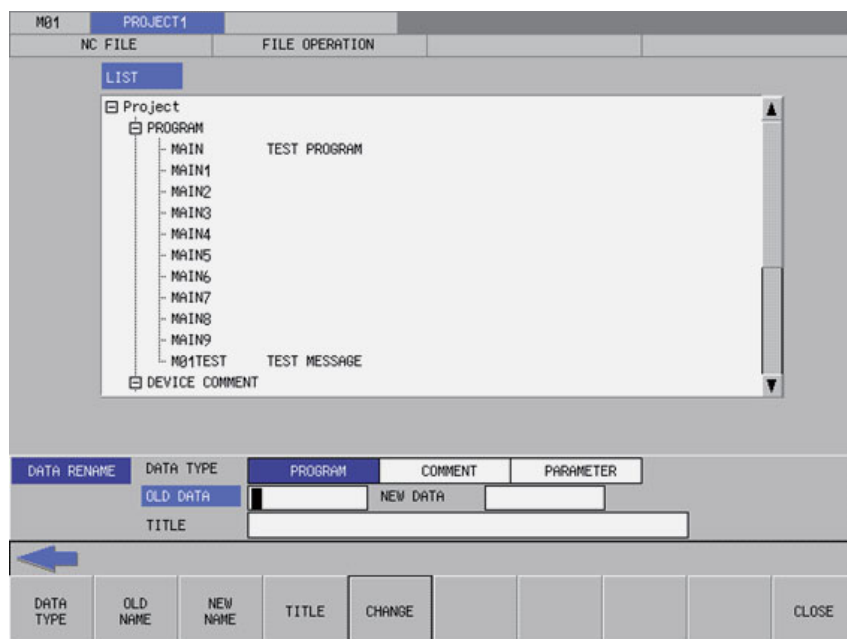 M01 PROJECT1
NC FILE FILE OPERATION
LIST
Project
PROGRAM
MAIN TEST PROGRAM
MAIN1
MAIN2
MAIN3
MAIN4
MAIN5
MAIN6
MAIN7
MAIN8
MAIN9
M01TEST TEST MESSAGE
DEVICE COMMENT
DATA RENAME DATA TYPE PROGRAM COMMENT PARAMETER
OLD DATA NEW DATA
TITLE
DATA TYPE OLD NAME NEW NAME TITLE CHANGE CLOSE